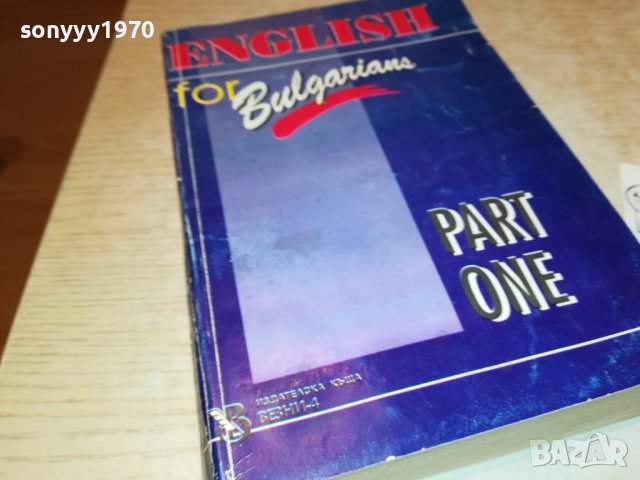 sonyyy1970
ENGLISH
for Bulgarians
PART
ONE
ИЗДАТЕЛСКА КЪЩА
ВЕЗНИ-4
BAZAR